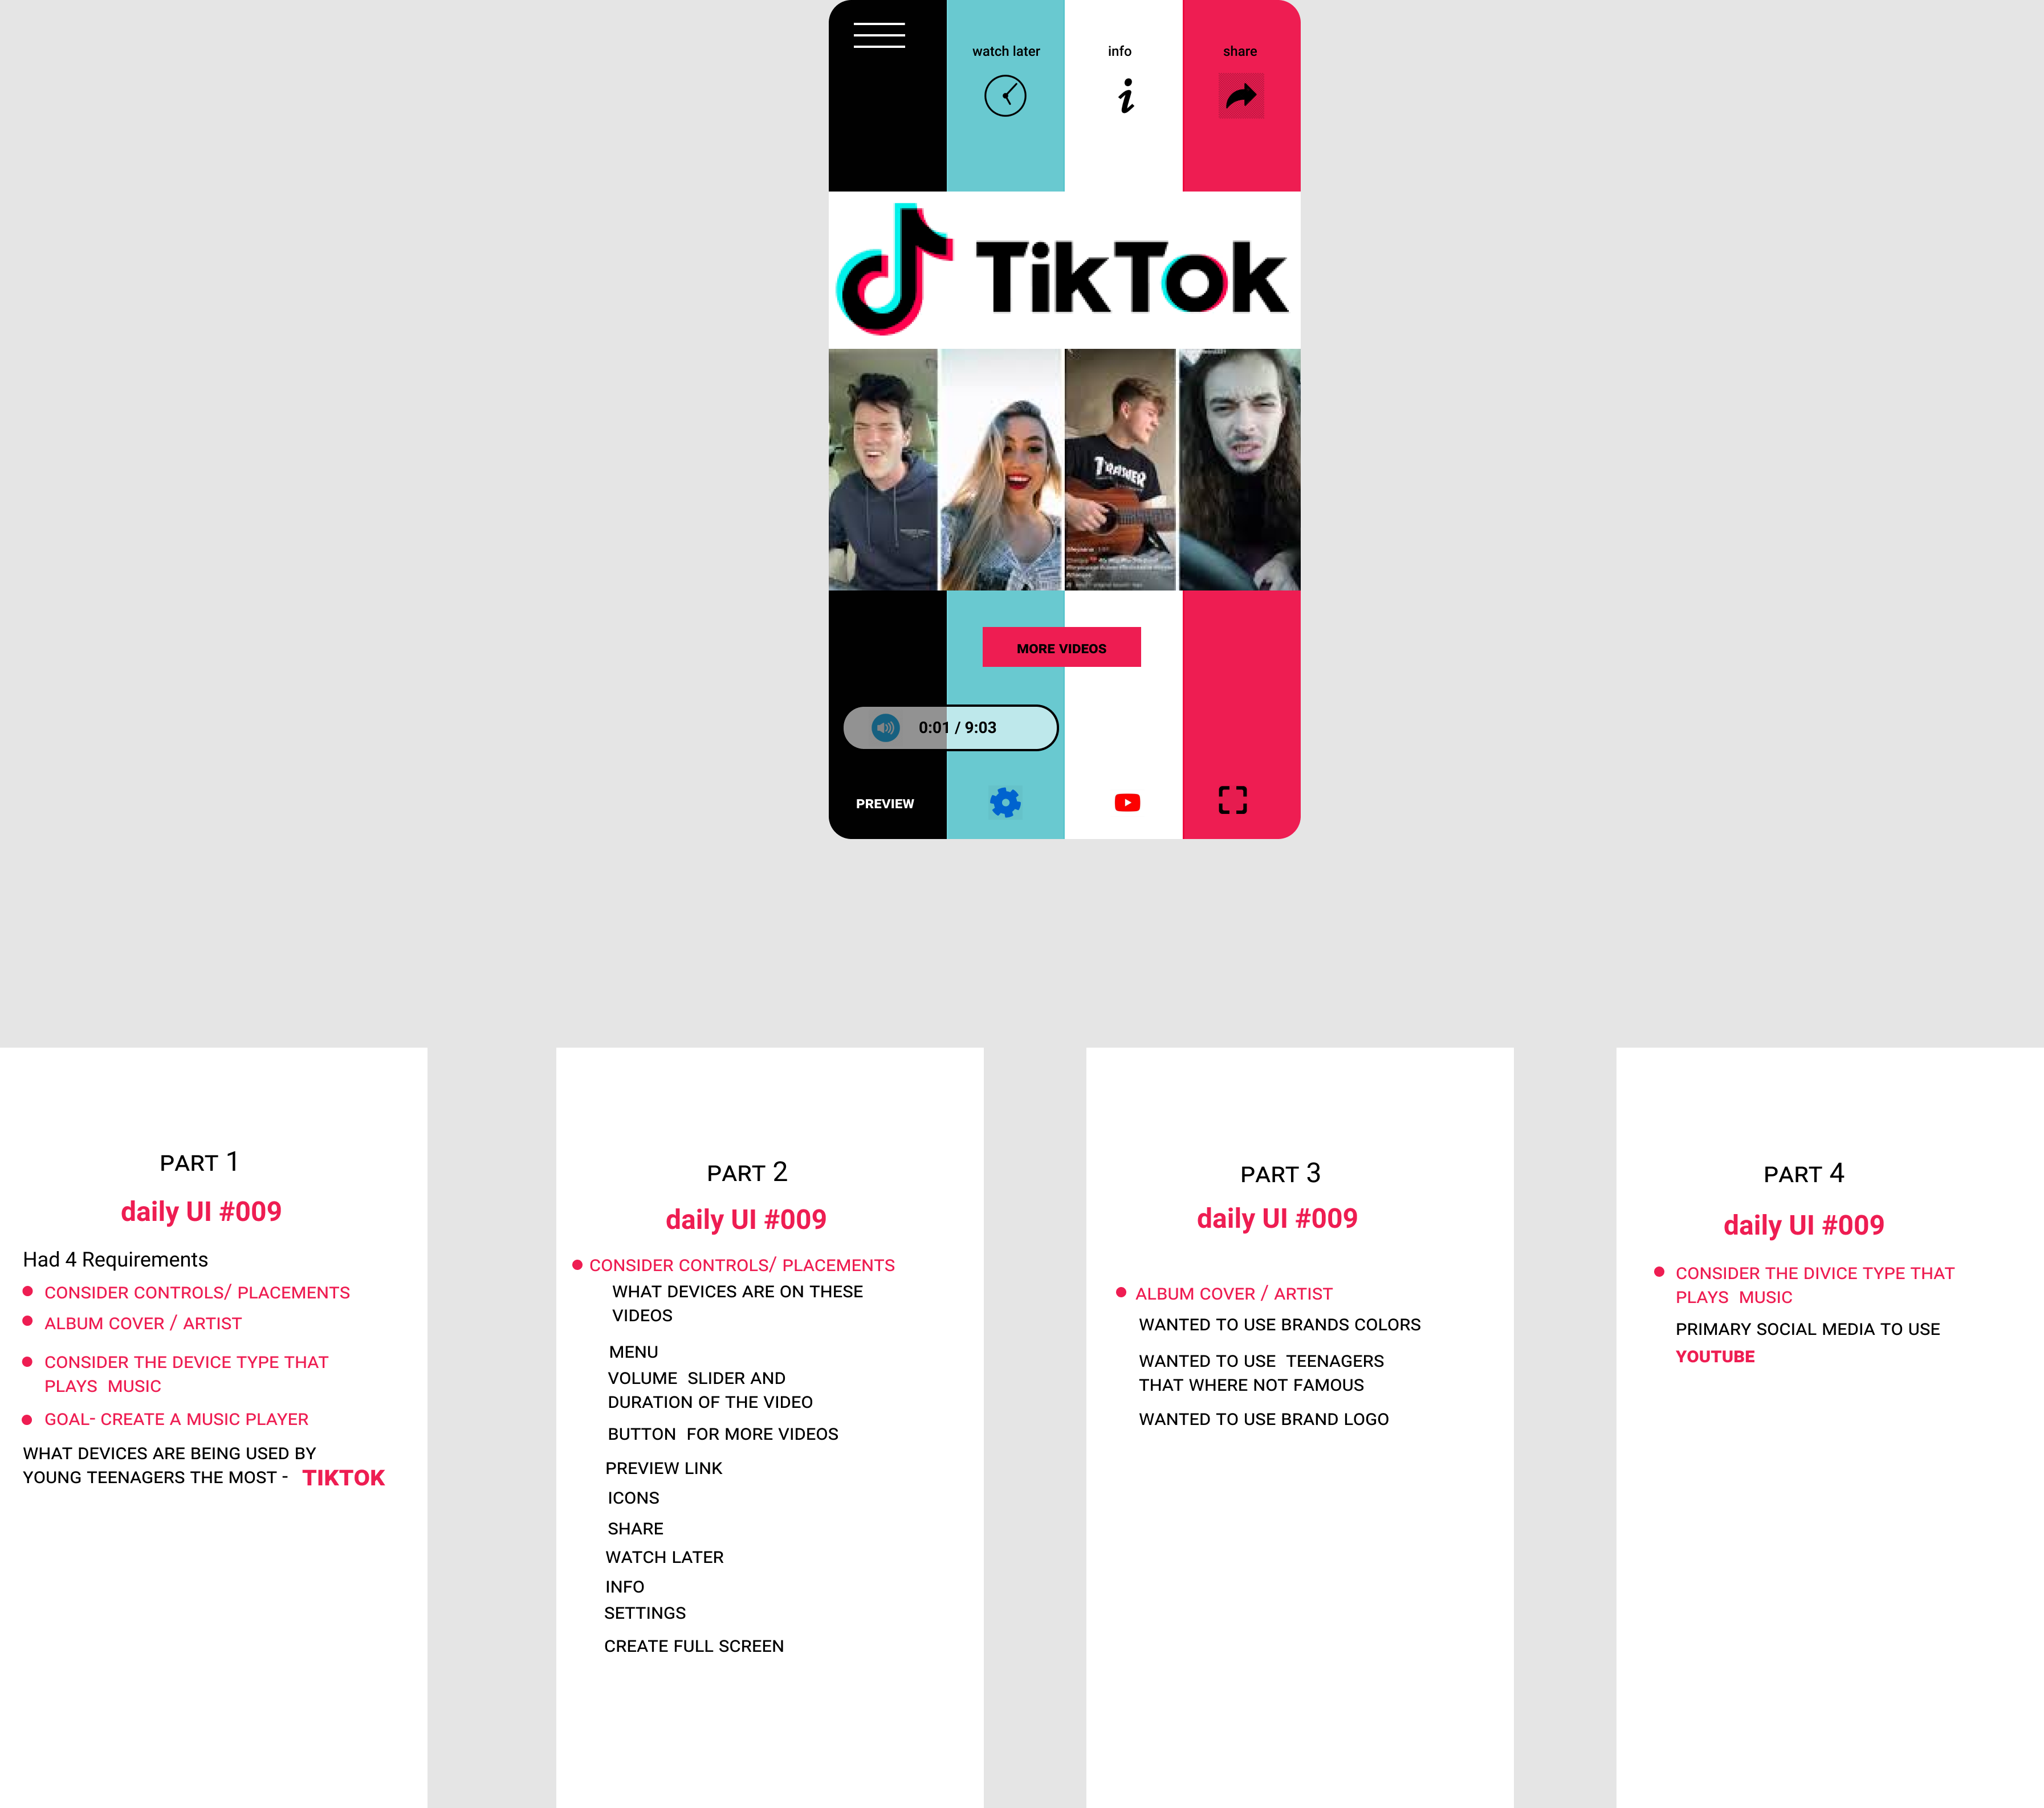 watch later
info
share
TikTok
THRASHER
MORE VIDEOS
0:01 / 9:03
PREVIEW
PART 1
daily UI #009
Had 4 Requirements
CONSIDER CONTROLS/ PLACEMENTS
ALBUM COVER / ARTIST
CONSIDER THE DEVICE TYPE THAT
PLAYS MUSIC
GOAL- CREATE A MUSIC PLAYER
WHAT DEVICES ARE BEING USED BY
YOUNG TEENAGERS THE MOST - TIKTOK
PART 2
daily UI #009
CONSIDER CONTROLS/ PLACEMENTS
WHAT DEVICES ARE ON THESE
VIDEOS
MENU
VOLUME SLIDER AND
DURATION OF THE VIDEO
BUTTON FOR MORE VIDEOS
PREVIEW LINK
ICONS
SHARE
WATCH LATER
INFO
SETTINGS
CREATE FULL SCREEN
PART 3
daily UI #009
ALBUM COVER / ARTIST
WANTED TO USE BRANDS COLORS
WANTED TO USE TEENAGERS
THAT WHERE NOT FAMOUS
WANTED TO USE BRAND LOGO
PART 4
daily UI #009
CONSIDER THE DIVICE TYPE THAT
PLAYS MUSIC
PRIMARY SOCIAL MEDIA TO USE
YOUTUBE